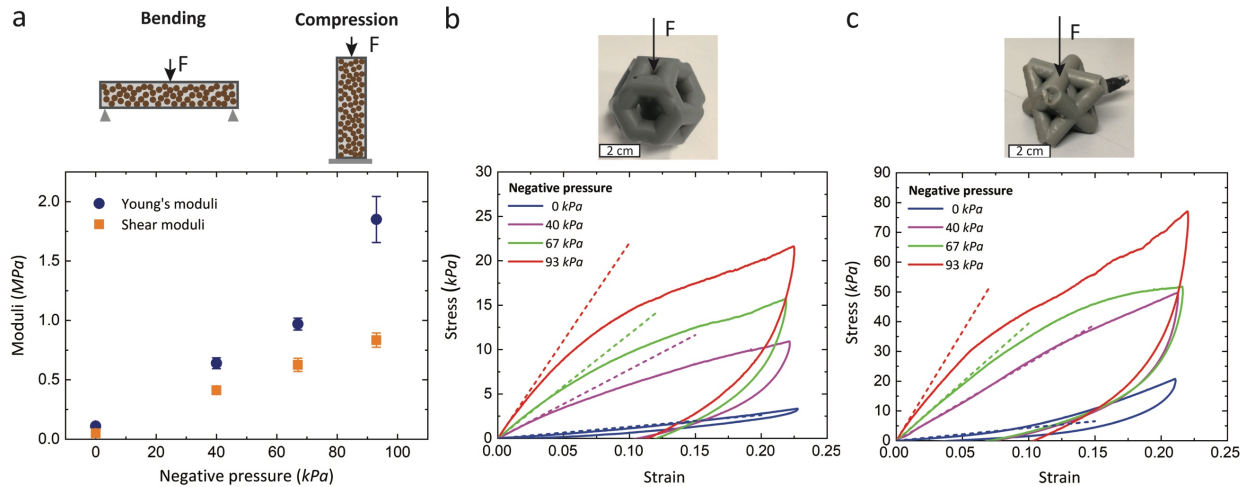 a
Bending
Compression
F
F
Moduli (MPa)
2.0
1.5
1.0
0.5
0.0
Young's moduli
Shear moduli
0
20
40
60
80
100
Negative pressure (kPa)
b
F
2 cm
Stress (kPa)
30
25
20
15
10
5
0
Negative pressure
0 kPa
40 kPa
67 kPa
93 kPa
0.00
0.05
0.10
0.15
0.20
0.25
Strain
c
F
2 cm
Stress (kPa)
90
80
70
60
50
40
30
20
10
0
Negative pressure
0 kPa
40 kPa
67 kPa
93 kPa
0.00
0.05
0.10
0.15
0.20
0.25
Strain